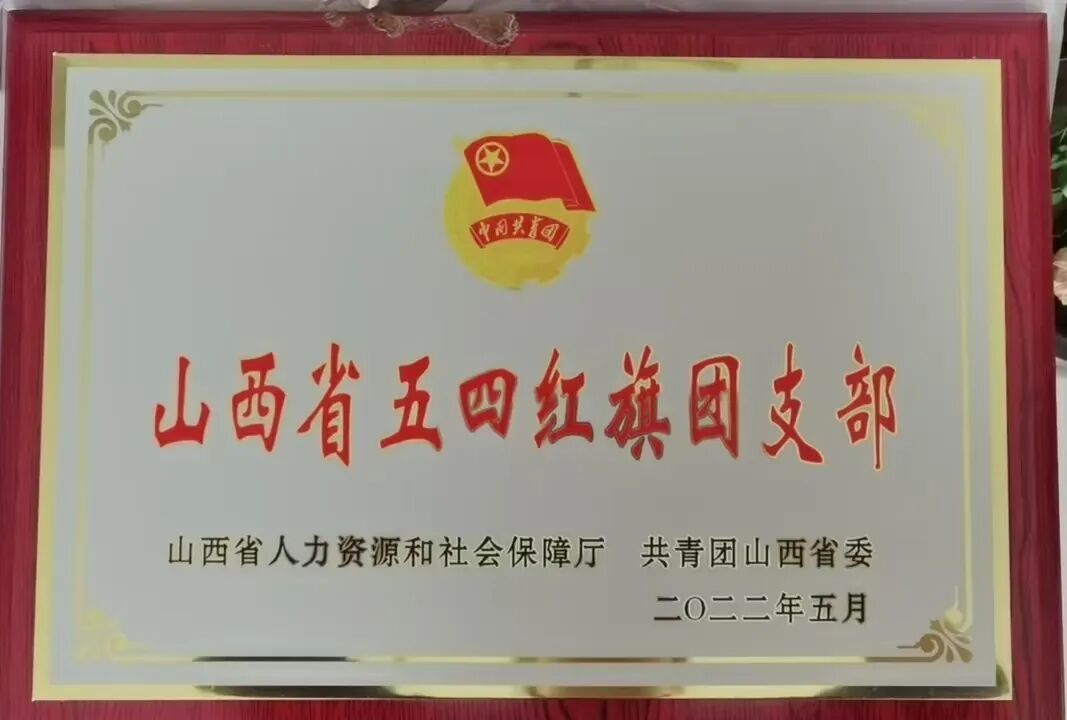 中国共青团
山西省五四红旗团支部
山西省人力资源和社会保障厅 共青团山西省委
二〇二二年五月